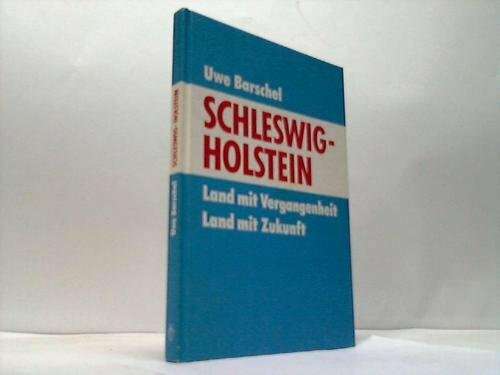 Uwe Barschel
SCHLESWIG-
HOLSTEIN
Land mit Vergangenheit
Land mit Zukunft
Uwe Barschel SCHLESWIG-HOLSTEIN